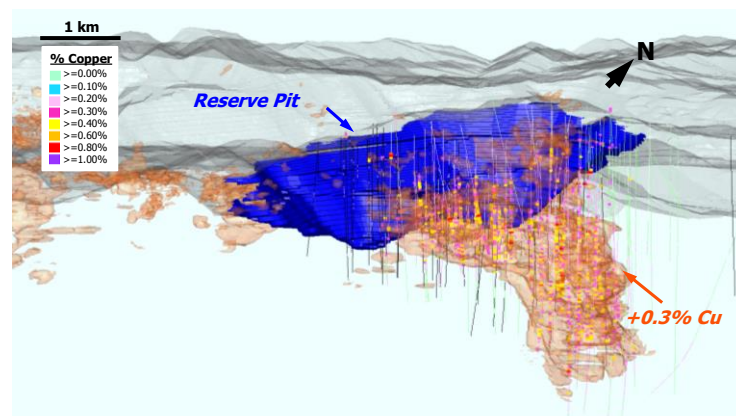 1 km
% Copper
>=0.00%
>=0.10%
>=0.20%
>=0.30%
>=0.40%
>=0.60%
>=0.80%
>=1.00%
N
Reserve Pit
+0.3% Cu